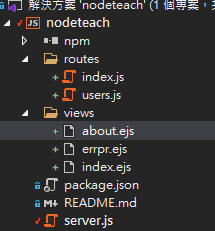 解決方案 'nodeteach' (1 個專案，
nodeteach
npm
routes
index.js
users.js
views
about.ejs
errpr.ejs
index.ejs
package.json
README.md
server.js